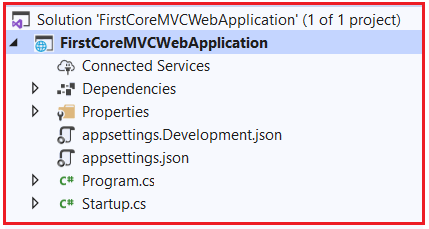 Solution 'FirstCoreMVCWebApplication' (1 of 1 project)
FirstCoreMVCWebApplication
Connected Services
Dependencies
Properties
appsettings.Development.json
appsettings.json
C# Program.cs
C# Startup.cs